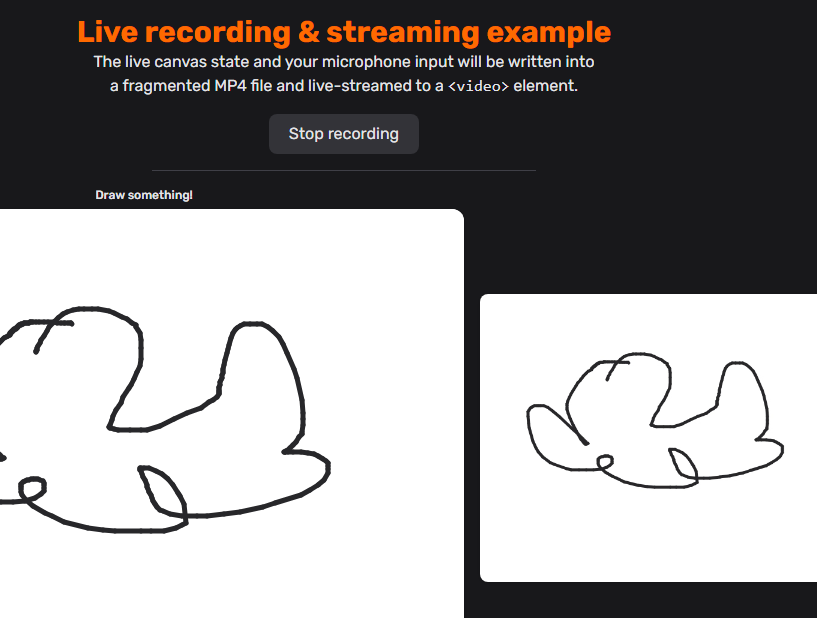 Live recording & streaming example
The live canvas state and your microphone input will be written into
a fragmented MP4 file and live-streamed to a <video> element.
Stop recording
Draw something!